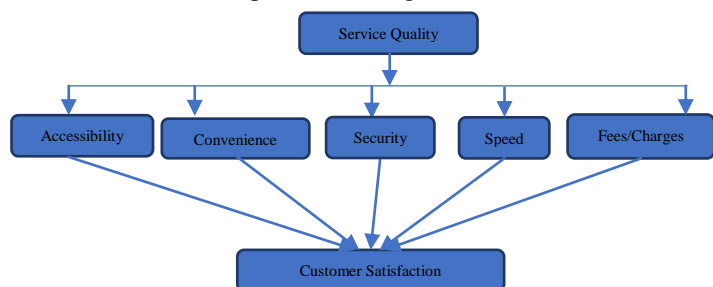 Service Quality
Accessibility
Convenience
Security
Speed
Fees/Charges
Customer Satisfaction